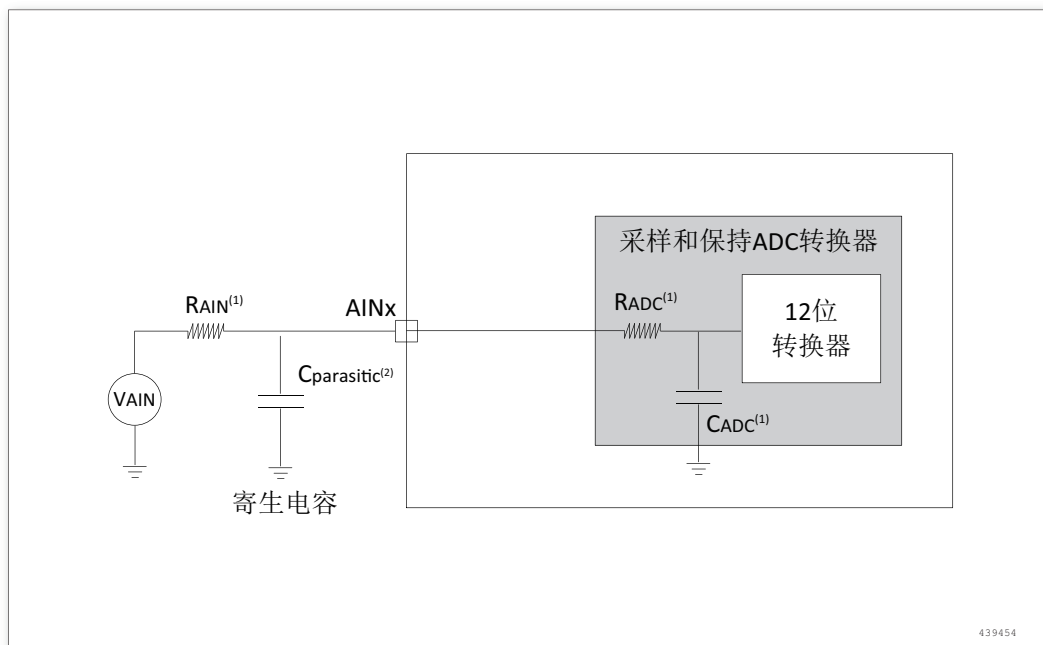 采样和保持ADC转换器
RAIN(1)
AINx
RADC(1)
12位
转换器
Cparasitic(2)
VAIN
CADC(1)
寄生电容
439454